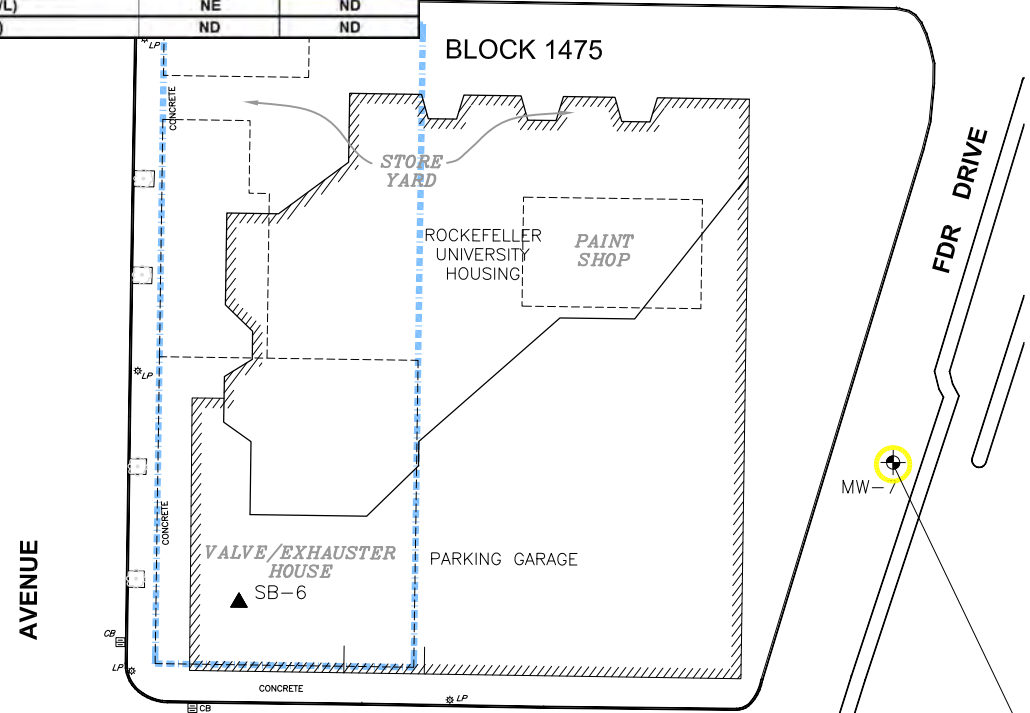 /L) NE ND
) ND ND
LP
BLOCK 1475
CONCRETE
STORE
YARD
FDR DRIVE
ROCKEFELLER
UNIVERSITY
HOUSING
PAINT
SHOP
LP
MW-7
CONCRETE
AVENUE
VALVE/EXHAUSTER
HOUSE
PARKING GARAGE
SB-6
CB
LP
CONCRETE
LP
CB